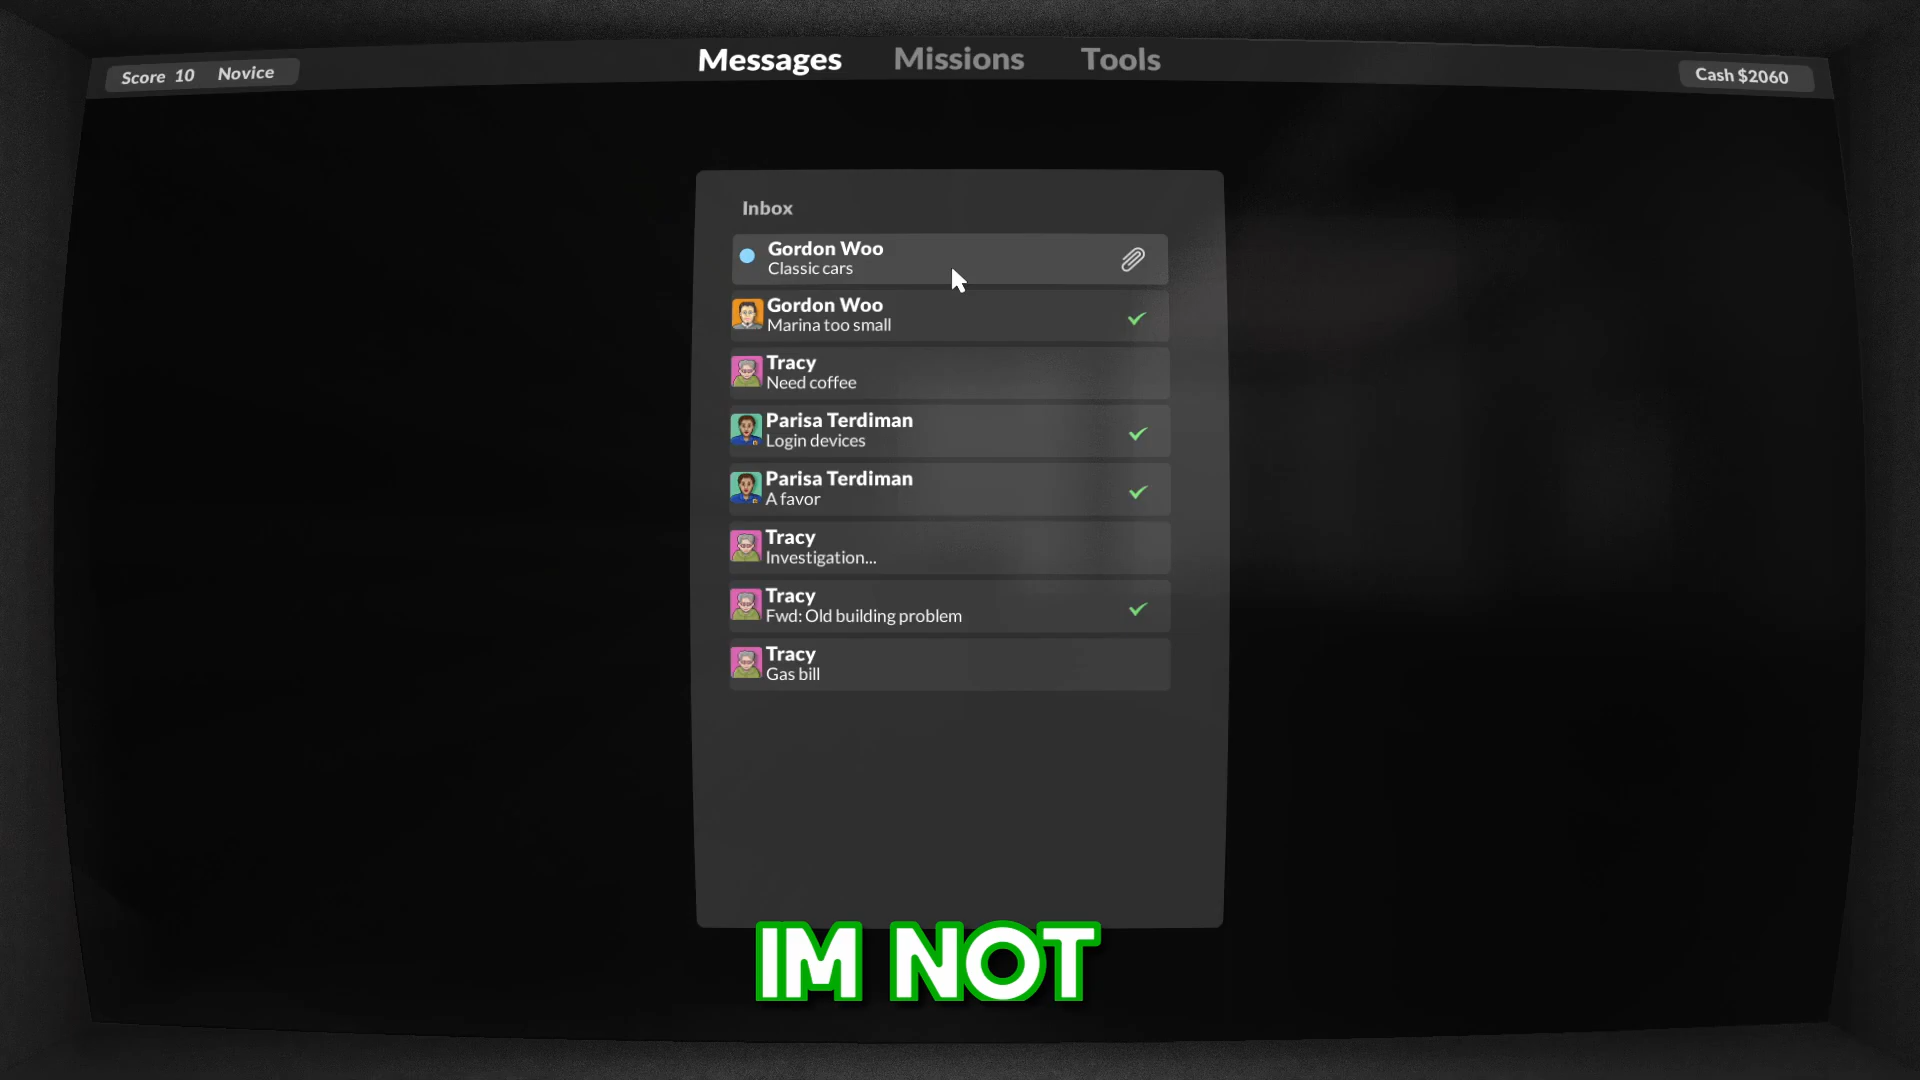 Score 10 Novice
Messages Missions Tools
Cash $2060
Inbox
Gordon Woo
Classic cars
Gordon Woo
Marina too small
Tracy
Need coffee
Parisa Terdiman
Login devices
Parisa Terdiman
A favor
Tracy
Investigation...
Tracy
Fwd: Old building problem
Tracy
Gas bill
IM NOT